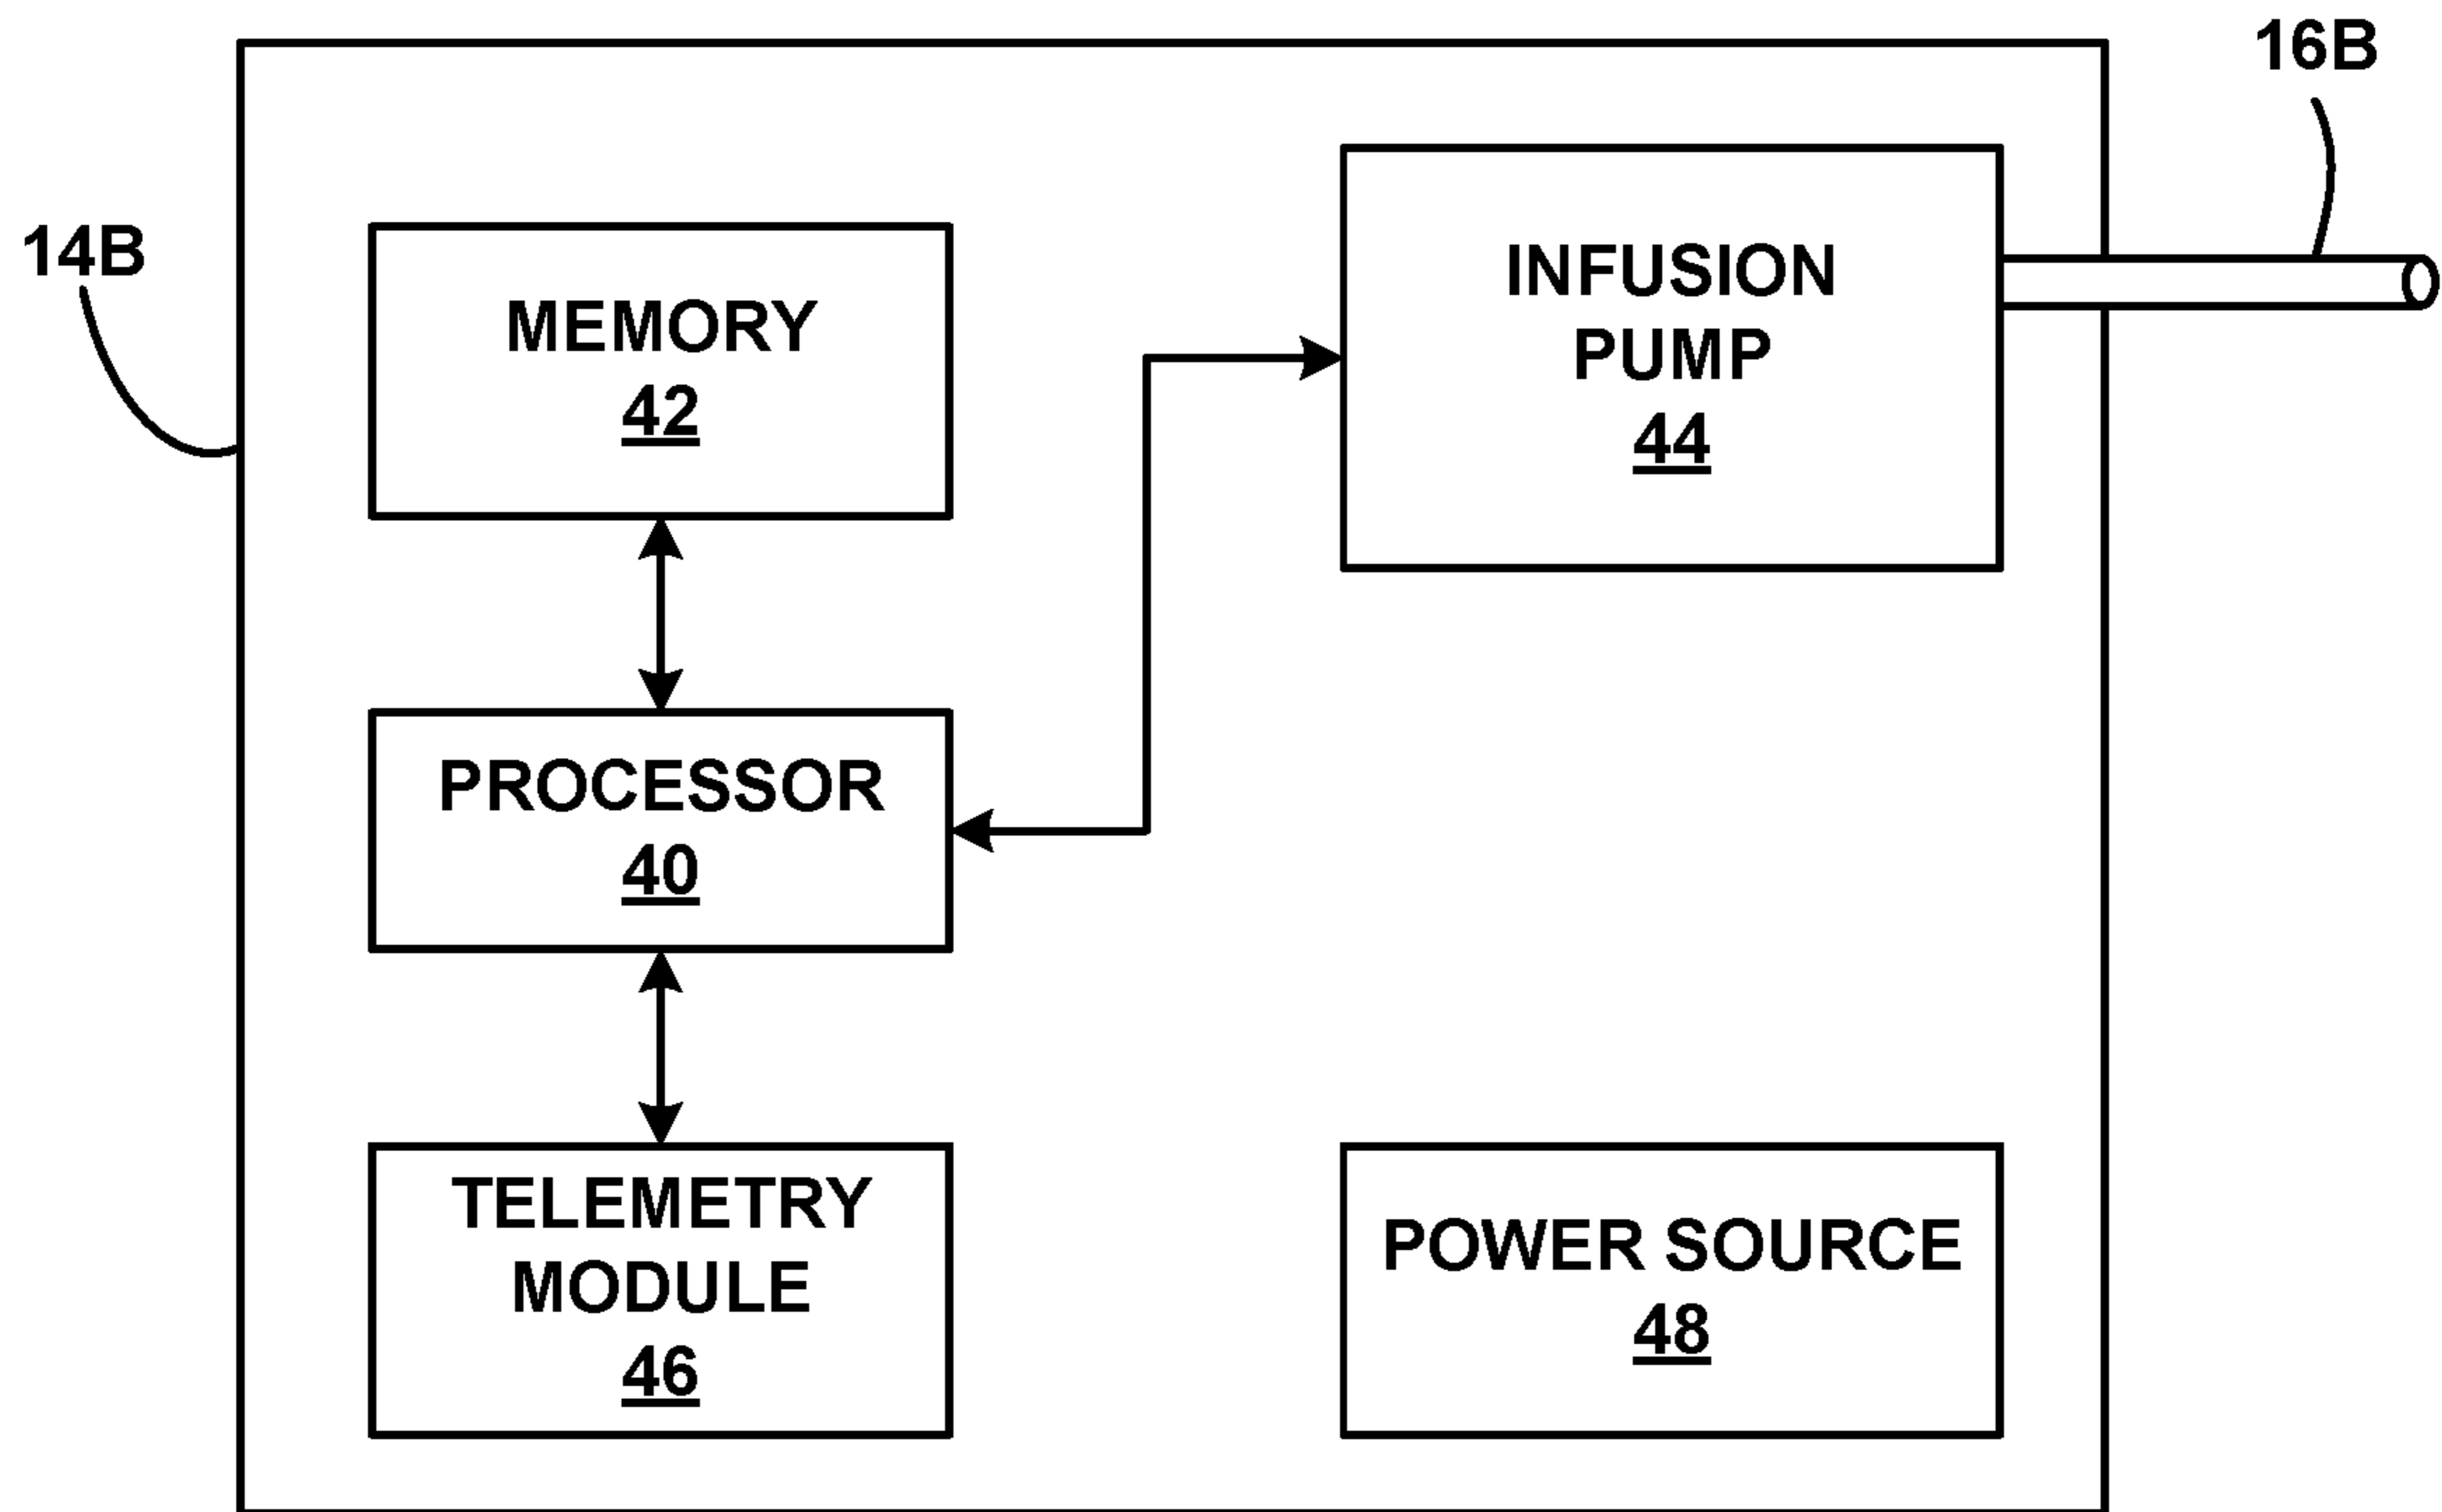 16B
14B
MEMORY
42
INFUSION
PUMP
44
PROCESSOR
40
TELEMETRY
MODULE
46
POWER SOURCE
48